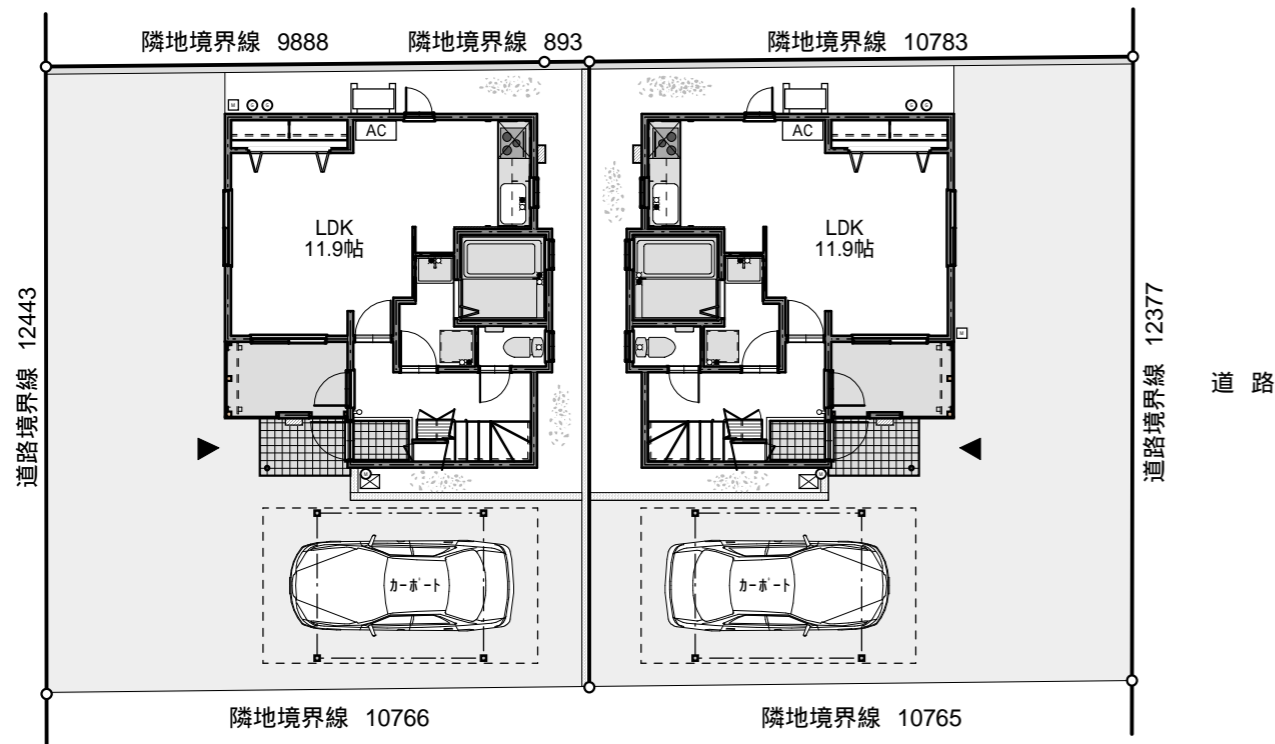 隣地境界線 9888
隣地境界線 893
隣地境界線 10783
AC
AC
LDK
11.9帖
LDK
11.9帖
道路境界線 12443
道路境界線 12377
道 路
カーポート
カーポート
隣地境界線 10766
隣地境界線 10765